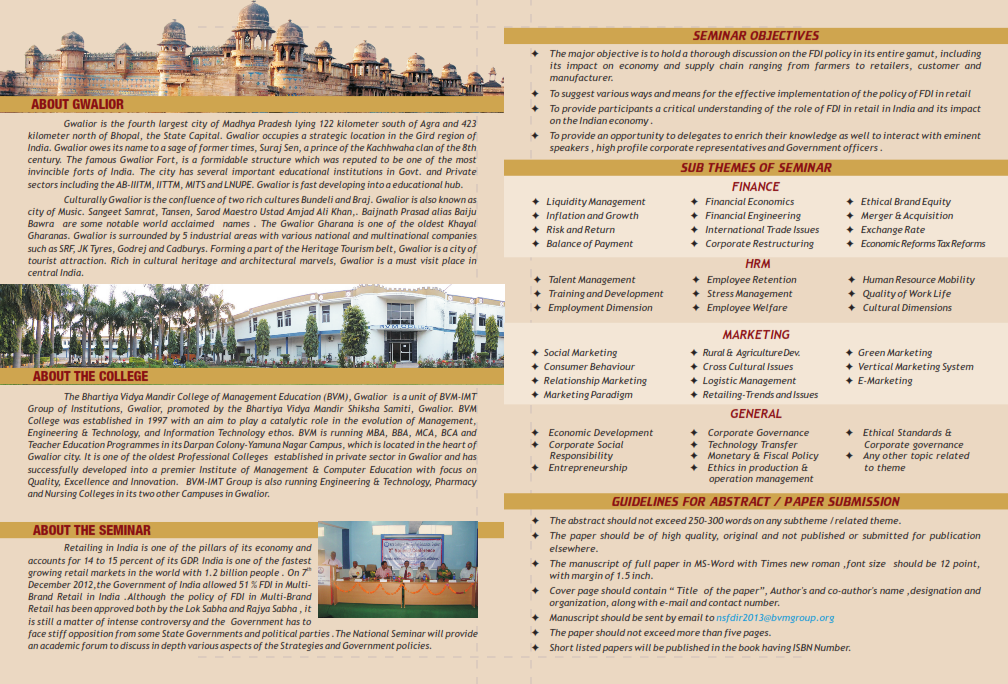 ABOUT GWALIOR
Gwalior is the fourth largest city of Madhya Pradesh lying 122 kilometer south of Agra and 423
kilometer north of Bhopal, the State Capital. Gwalior occupies a strategic location in the Gird region of
India. Gwalior owes its name to a sage of former times, Suraj Sen, a prince of the Kachhwaha clan of the 8th
century. The famous Gwalior Fort, is a formidable structure which was reputed to be one of the most
invincible forts of India. The city has several important educational institutions in Govt. and Private
sectors including the AB-IIITM, IITTM, MITS and LNUPE. Gwalior is fast developing into a educational hub.
Culturally Gwalior is the confluence of two rich cultures Bundeli and Braj. Gwalior is also known as
city of Music. Sangeet Samrat, Tansen, Sarod Maestro Ustad Amjad Ali Khan,. Baijnath Prasad alias Baiju
Bawra are some notable world acclaimed names . The Gwalior Gharana is one of the oldest Khayal
Gharanas. Gwalior is surrounded by 5 industrial areas with various national and multinational companies
such as SRF, JK Tyres, Godrej and Cadburys. Forming a part of the Heritage Tourism belt, Gwalior is a city of
tourist attraction. Rich in cultural heritage and architectural marvels, Gwalior is a must visit place in
central India.
BVM COLLEGE
ABOUT THE COLLEGE
The Bhartiya Vidya Mandir College of Management Education (BVM), Gwalior is a unit of BVM-IMT
Group of Institutions, Gwalior, promoted by the Bhartiya Vidya Mandir Shiksha Samiti, Gwalior. BVM
College was established in 1997 with an aim to play a catalytic role in the evolution of Management,
Engineering & Technology, and Information Technology ethos. BVM is running MBA, BBA, MCA, BCA and
Teacher Education Programmes in its Darpan Colony-Yamuna Nagar Campus, which is located in the heart of
Gwalior city. It is one of the oldest Professional Colleges established in private sector in Gwalior and has
successfully developed into a premier Institute of Management & Computer Education with focus on
Quality, Excellence and Innovation. BVM-IMT Group is also running Engineering & Technology, Pharmacy
and Nursing Colleges in its two other Campuses in Gwalior.
ABOUT THE SEMINAR
Retailing in India is one of the pillars of its economy and
accounts for 14 to 15 percent of its GDP. India is one of the fastest
growing retail markets in the world with 1.2 billion people . On 7th
December 2012,the Government of India allowed 51 % FDI in Multi-
Brand Retail in India .Although the policy of FDI in Multi-Brand
Retail has been approved both by the Lok Sabha and Rajya Sabha , it
is still a matter of intense controversy and the Government has to
face stiff opposition from some State Governments and political parties . The National Seminar will provide
an academic forum to discuss in depth various aspects of the Strategies and Government policies.
SEMINAR OBJECTIVES
✦ The major objective is to hold a thorough discussion on the FDI policy in its entire gamut, including
its impact on economy and supply chain ranging from farmers to retailers, customer and
manufacturer.
✦ To suggest various ways and means for the effective implementation of the policy of FDI in retail
✦ To provide participants a critical understanding of the role of FDI in retail in India and its impact
on the Indian economy .
✦ To provide an opportunity to delegates to enrich their knowledge as well to interact with eminent
speakers , high profile corporate representatives and Government officers .
SUB THEMES OF SEMINAR
FINANCE
✦ Liquidity Management ✦ Financial Economics ✦ Ethical Brand Equity
✦ Inflation and Growth ✦ Financial Engineering ✦ Merger & Acquisition
✦ Risk and Return ✦ International Trade Issues ✦ Exchange Rate
✦ Balance of Payment ✦ Corporate Restructuring ✦ Economic Reforms Tax Reforms
HRM
✦ Talent Management ✦ Employee Retention ✦ Human Resource Mobility
✦ Training and Development ✦ Stress Management ✦ Quality of Work Life
✦ Employment Dimension ✦ Employee Welfare ✦ Cultural Dimensions
MARKETING
✦ Social Marketing ✦ Rural & Agriculture Dev. ✦ Green Marketing
✦ Consumer Behaviour ✦ Cross Cultural Issues ✦ Vertical Marketing System
✦ Relationship Marketing ✦ Logistic Management ✦ E-Marketing
✦ Marketing Paradigm ✦ Retailing-Trends and Issues
GENERAL
✦ Economic Development ✦ Corporate Governance ✦ Ethical Standards &
✦ Corporate Social ✦ Technology Transfer Corporate governance
Responsibility ✦ Monetary & Fiscal Policy ✦ Any other topic related
✦ Entrepreneurship ✦ Ethics in production & to theme
operation management
GUIDELINES FOR ABSTRACT / PAPER SUBMISSION
✦ The abstract should not exceed 250-300 words on any subtheme / related theme.
✦ The paper should be of high quality, original and not published or submitted for publication
elsewhere.
✦ The manuscript of full paper in MS-Word with Times new roman ,font size should be 12 point,
with margin of 1.5 inch.
✦ Cover page should contain " Title of the paper", Author's and co-author's name ,designation and
organization, along with e-mail and contact number.
✦ Manuscript should be sent by email to nsfdir2013@bvmgroup.org
✦ The paper should not exceed more than five pages.
✦ Short listed papers will be published in the book having ISBN Number.